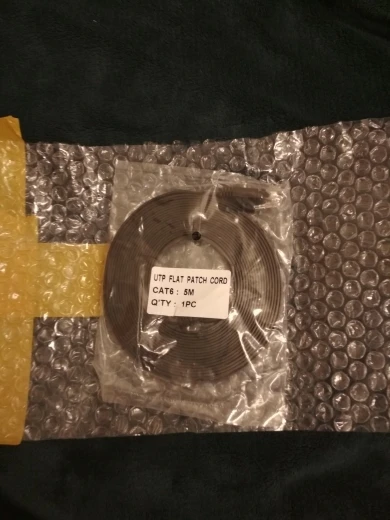 UTP FLAT PATCH CORD
CAT6 : 5M
Q'TY : 1PC